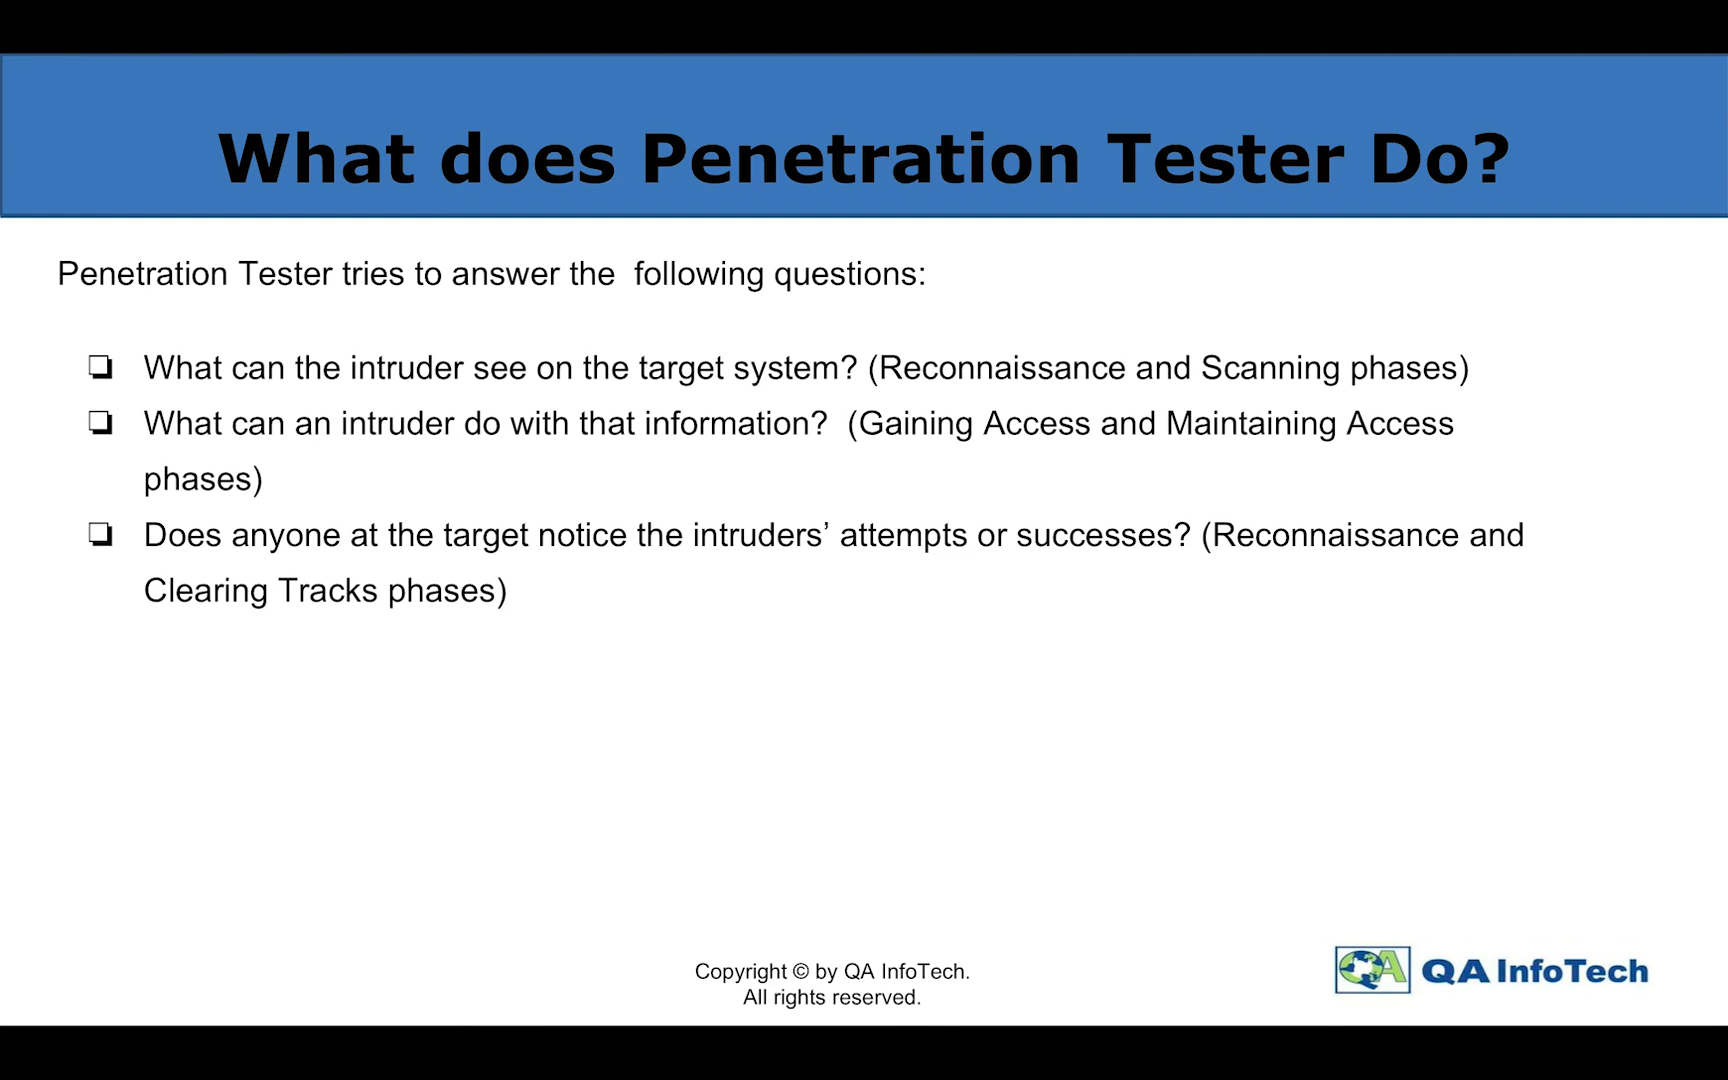 What does Penetration Tester Do?
Penetration Tester tries to answer the following questions:
❏ What can the intruder see on the target system? (Reconnaissance and Scanning phases)
❏ What can an intruder do with that information? (Gaining Access and Maintaining Access
phases)
❏ Does anyone at the target notice the intruders’ attempts or successes? (Reconnaissance and
Clearing Tracks phases)
Copyright © by QA InfoTech.
All rights reserved.
QA InfoTech